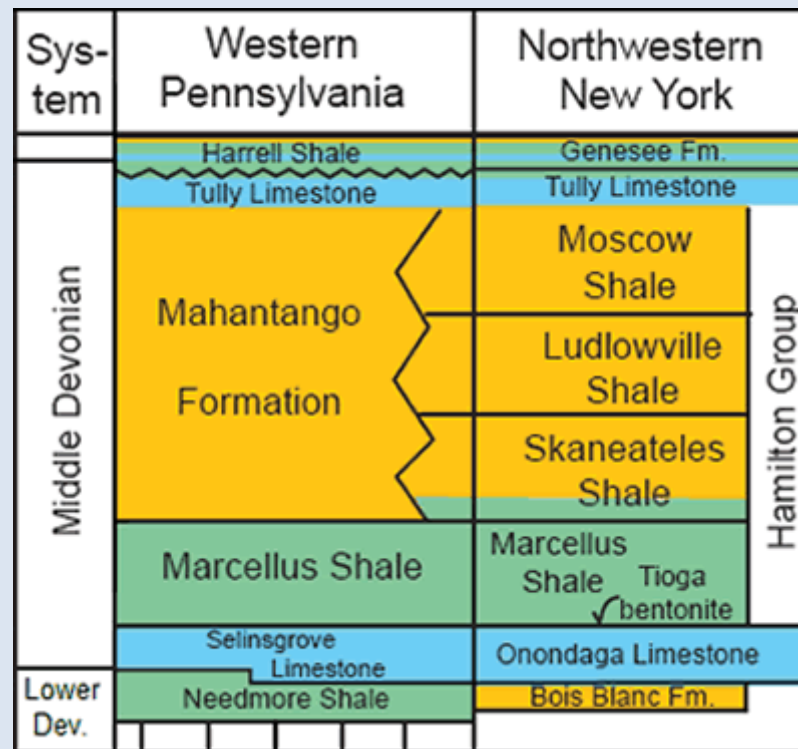 Sys-
tem
Western
Pennsylvania
Northwestern
New York
Harrell Shale
Genesee Fm.
Tully Limestone
Tully Limestone
Middle Devonian
Mahantango
Formation
Moscow
Shale
Ludlowville
Shale
Skaneateles
Shale
Hamilton Group
Marcellus Shale
Marcellus
Shale
Tioga
bentonite
Selinsgrove
Limestone
Onondaga Limestone
Lower
Dev.
Needmore Shale
Bois Blanc Fm.